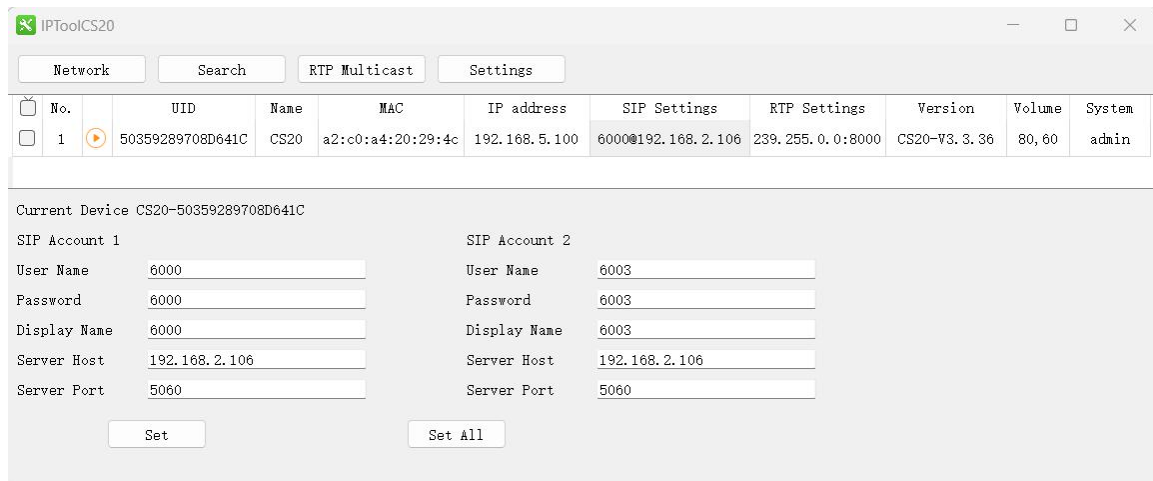 IPToolCS20
Network Search RTP Multicast Settings
No. UID Name MAC IP address SIP Settings RTP Settings Version Volume System
1 50359289708D641C CS20 a2:c0:a4:20:29:4c 192.168.5.100 6000@192.168.2.106 239.255.0.0:8000 CS20-V3.3.36 80,60 admin
Current Device CS20-50359289708D641C
SIP Account 1 SIP Account 2
User Name 6000 User Name 6003
Password 6000 Password 6003
Display Name 6000 Display Name 6003
Server Host 192.168.2.106 Server Host 192.168.2.106
Server Port 5060 Server Port 5060
Set Set All